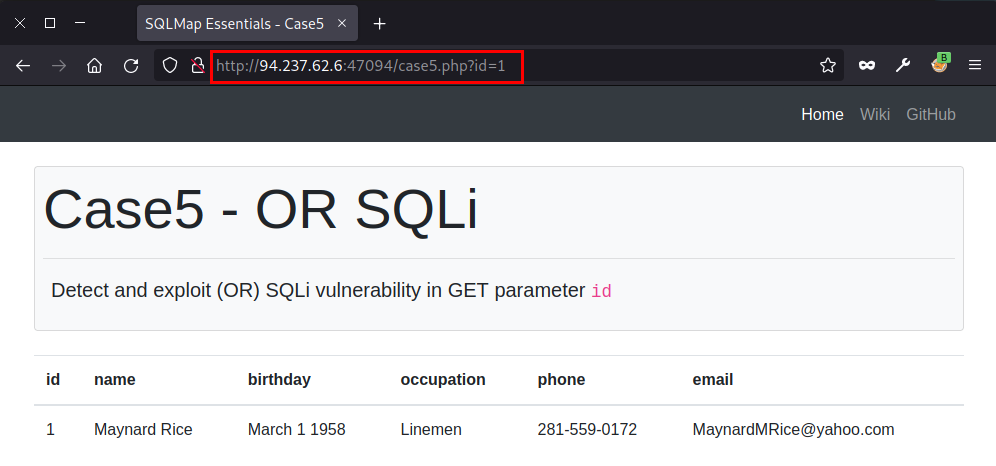 SQLMap Essentials - Case5
http://94.237.62.6:47094/case5.php?id=1
B
Home Wiki GitHub
Case5 - OR SQLi
Detect and exploit (OR) SQLi vulnerability in GET parameter id
id name birthday occupation phone email
1 Maynard Rice March 1 1958 Linemen 281-559-0172 MaynardMRice@yahoo.com